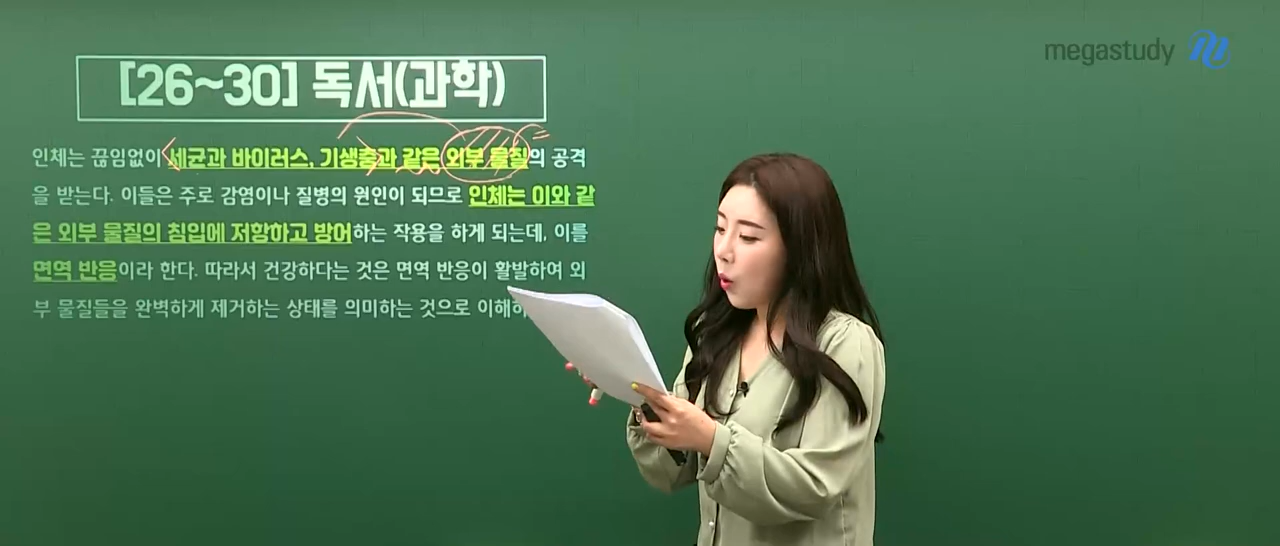 megastudy
[26~30] 독서(과학)
인체는 끊임없이 세균과 바이러스, 기생충과 같은 외부 물질의 공격
을 받는다. 이들은 주로 감염이나 질병의 원인이 되므로 인체는 이와 같
은 외부 물질의 침입에 저항하고 방어하는 작용을 하게 되는데, 이를
면역 반응이라 한다. 따라서 건강하다는 것은 면역 반응이 활발하여 외
부 물질들을 완벽하게 제거하는 상태를 의미하는 것으로